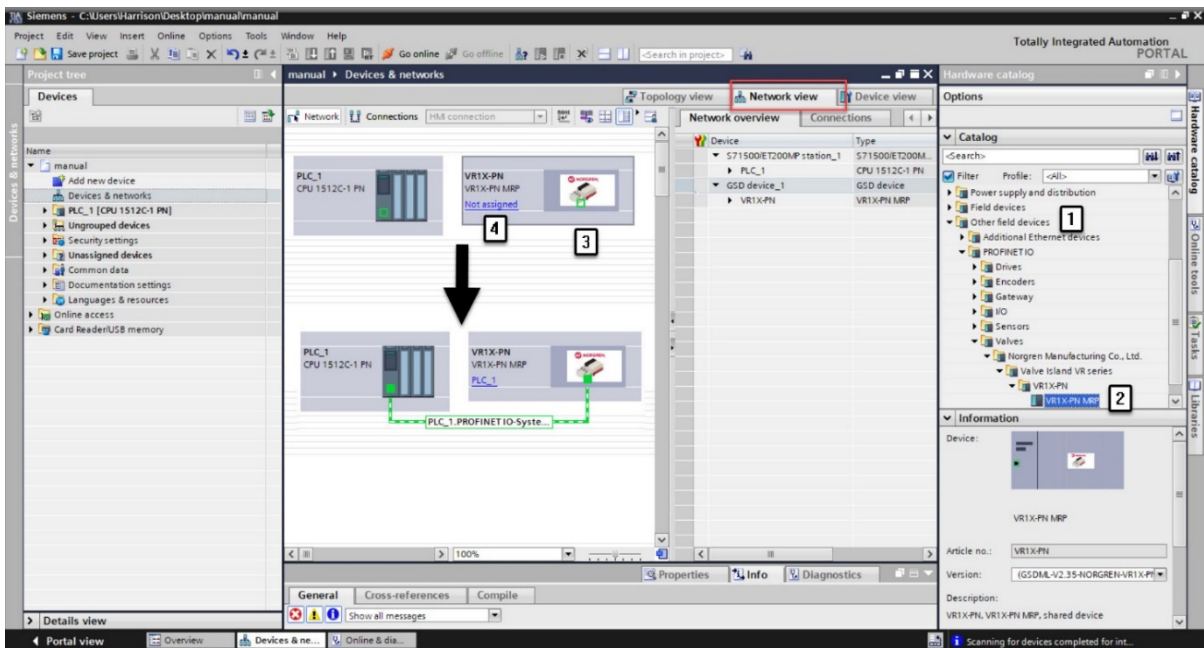 Siemens - C:\Users\Harrison\Desktop\manual\manual
Project Edit View Insert Online Options Tools Window Help
Totally Integrated Automation
PORTAL
Save project
Go online
Go offline
<Search in project>
Project tree
Devices
Name
manual
Add new device
Devices & networks
PLC_1 [CPU 1512C-1 PN]
Ungrouped devices
Security settings
Unassigned devices
Common data
Documentation settings
Languages & resources
Online access
Card Reader/USB memory
Details view
Devices & networks
manual
Devices & networks
Topology view
Network view
Device view
Network
Connections
HMI connection
PLC_1
CPU 1512C-1 PN
VR1X-PN
VR1X-PN MRP
Not assigned
4
3
PLC_1
CPU 1512C-1 PN
VR1X-PN
VR1X-PN MRP
PLC_1
NORGREN
PLC_1.PROFINET IO-Syste...
100%
Network overview
Connections
Device
Type
S71500/ET200MP station_1
S71500/ET200M...
PLC_1
CPU 1512C-1 PN
GSD device_1
GSD device
VR1X-PN
VR1X-PN MRP
Properties
Info
Diagnostics
General
Cross-references
Compile
Show all messages
Hardware catalog
Options
Catalog
<Search>
Filter
Profile:
<All>
Power supply and distribution
Field devices
Other field devices
1
Additional Ethernet devices
PROFINET IO
Drives
Encoders
Gateway
I/O
Sensors
Valves
Norgren Manufacturing Co., Ltd.
Valve Island VR series
VR1X-PN
VR1X-PN MRP
2
Information
Device:
VR1X-PN MRP
Article no.:
VR1X-PN
Version:
(GSDML-V2.35-NORGREN-VR1X-PN
Description:
VR1X-PN, VR1X-PN MRP, shared device
Hardware catalog
Online tools
Tasks
Libraries
Portal view
Overview
Devices & ne...
Online & dia...
Scanning for devices completed for int...